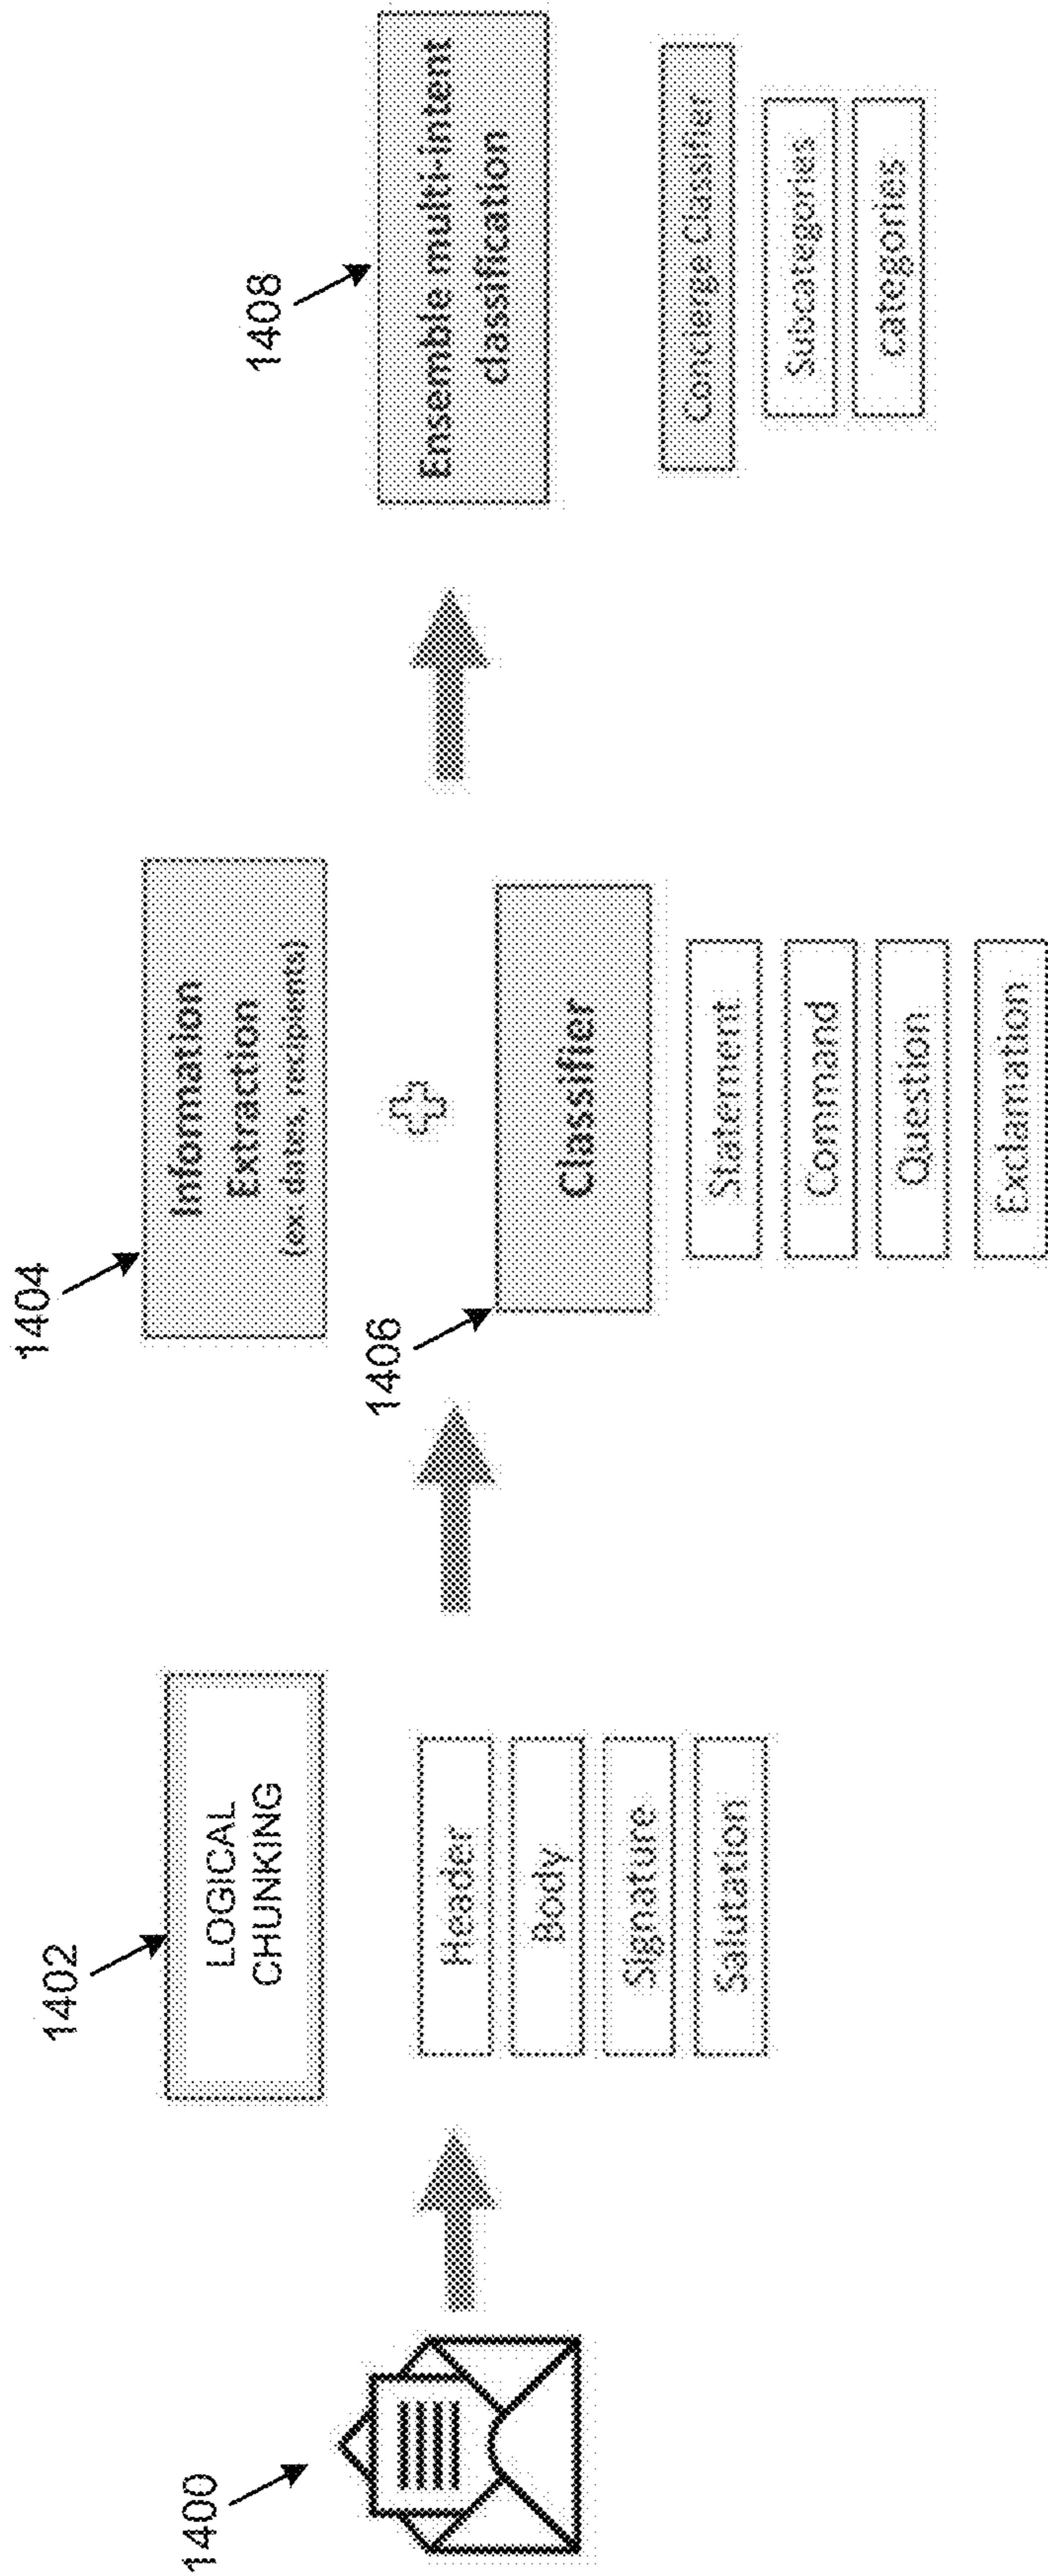 1400
1402
LOGICAL
CHUNKING
Header
Body
Signature
Salutation
1404
Information
Extraction
(ex: dates, recipients)
1406
Classifier
Statement
Command
Question
Exclamation
1408
Ensemble multi-intent
classification
Concierge Classifier
Subcategories
categories